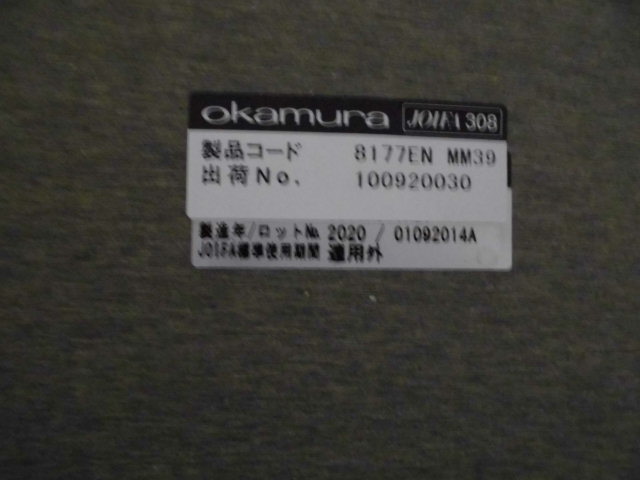 okamura JOIFA 308
製品コード 8177EN MM39
出荷No. 100920030
製造年/ロット№ 2020 / 01092014A
JOIFA標準使用期間 適用外